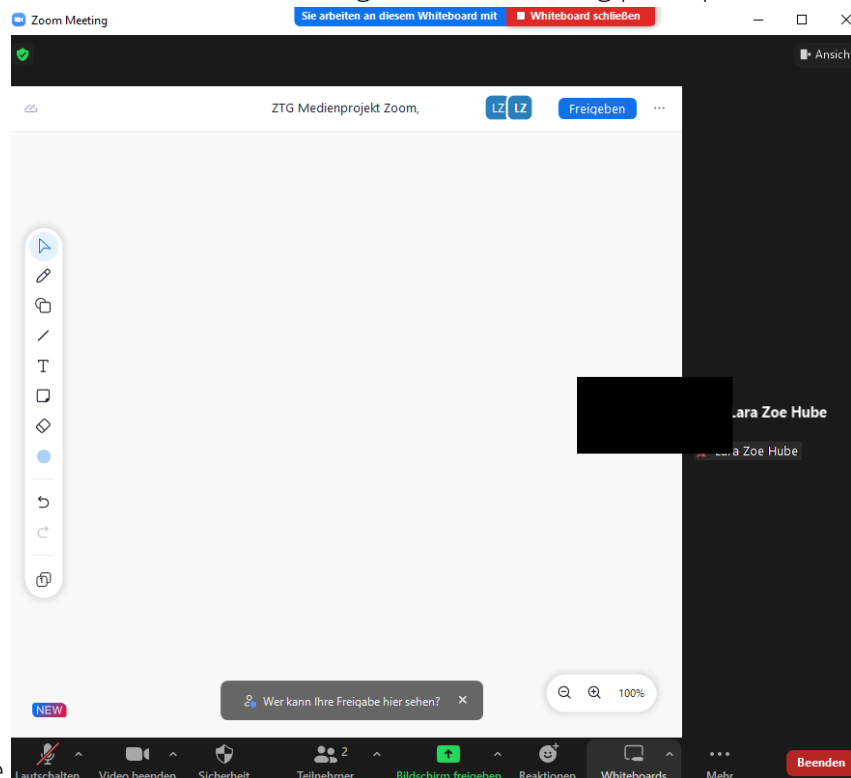 Zoom Meeting
Sie arbeiten an diesem Whiteboard mit
Whiteboard schließen
Ansich
ZTG Medienprojekt Zoom,
LZ LZ
Freigeben
T
Lara Zoe Hube
Zoe Hube
1
Wer kann Ihre Freigabe hier sehen?
100%
NEW
2
Lautschalten Video beenden Sicherheit Teilnehmer Bildschirm freigeben Reaktionen Whiteboards Mehr
Beenden